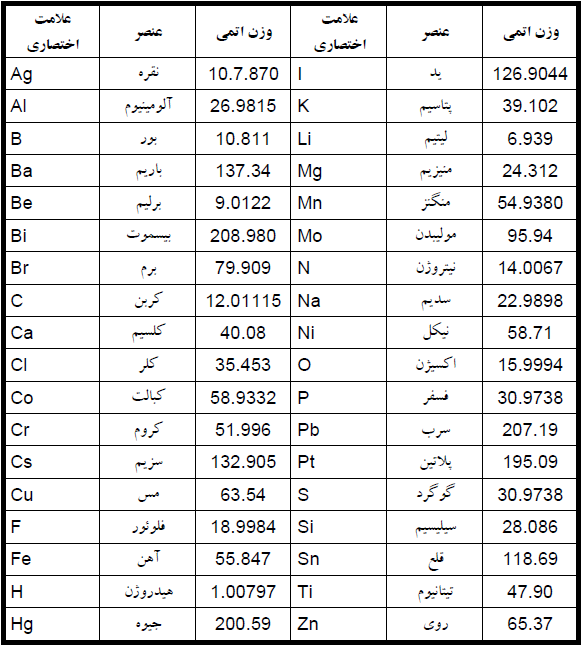 علامت اختصاری عنصر وزن اتمی علامت اختصاری عنصر وزن اتمی
Ag نقره 10.7.870 I ید 126.9044
Al آلومینیوم 26.9815 K پتاسیم 39.102
B بور 10.811 Li لیتیم 6.939
Ba باریم 137.34 Mg منیزیم 24.312
Be برلیم 9.0122 Mn منگنز 54.9380
Bi بیسموت 208.980 Mo مولیبدن 95.94
Br برم 79.909 N نیتروژن 14.0067
C کربن 12.01115 Na سدیم 22.9898
Ca کلسیم 40.08 Ni نیکل 58.71
Cl کلر 35.453 O اکسیژن 15.9994
Co کبالت 58.9332 P فسفر 30.9738
Cr کروم 51.996 Pb سرب 207.19
Cs سزیم 132.905 Pt پلاتین 195.09
Cu مس 63.54 S گوگرد 30.9738
F فلوئور 18.9984 Si سیلیسیم 28.086
Fe آهن 55.847 Sn قلع 118.69
H هیدروژن 1.00797 Ti تیتانیوم 47.90
Hg جیوه 200.59 Zn روی 65.37